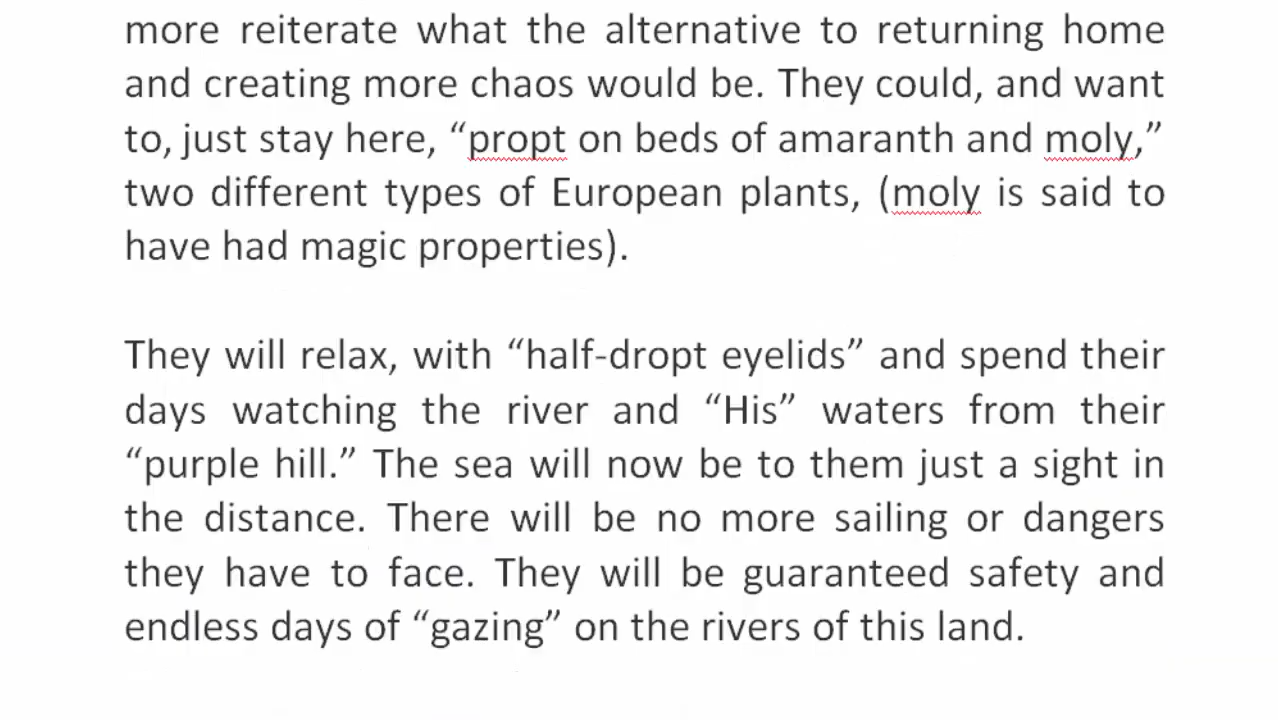 more reiterate what the alternative to returning home
and creating more chaos would be. They could, and want
to, just stay here, “propt on beds of amaranth and moly,”
two different types of European plants, (moly is said to
have had magic properties).
They will relax, with “half-dropt eyelids” and spend their
days watching the river and “His” waters from their
“purple hill.” The sea will now be to them just a sight in
the distance. There will be no more sailing or dangers
they have to face. They will be guaranteed safety and
endless days of “gazing” on the rivers of this land.